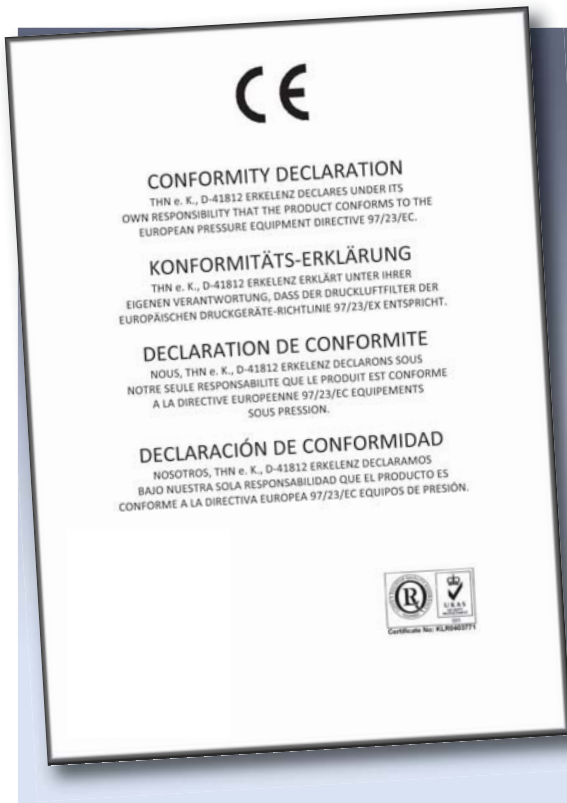 CE
CONFORMITY DECLARATION
THN e. K., D-41812 ERKELENZ DECLARES UNDER ITS
OWN RESPONSIBILITY THAT THE PRODUCT CONFORMS TO THE
EUROPEAN PRESSURE EQUIPMENT DIRECTIVE 97/23/EC.
KONFORMITÄTS-ERKLÄRUNG
THN e. K., D-41812 ERKELENZ ERKLÄRT UNTER IHRER
EIGENEN VERANTWORTUNG, DASS DER DRUCKLUFTFILTER DER
EUROPÄISCHEN DRUCKGERÄTE-RICHTLINIE 97/23/EX ENTSPRICHT.
DECLARATION DE CONFORMITE
NOUS, THN e. K., D-41812 ERKELENZ DECLARONS SOUS
NOTRE SEULE RESPONSABILITE QUE LE PRODUIT EST CONFORME
A LA DIRECTIVE EUROPEENNE 97/23/EC EQUIPEMENTS
SOUS PRESSION.
DECLARACIÓN DE CONFORMIDAD
NOSOTROS, THN e. K., D-41812 ERKELENZ DECLARAMOS
BAJO NUESTRA SOLA RESPONSABILIDAD QUE EL PRODUCTO ES
CONFORME A LA DIRECTIVA EUROPEA 97/23/EC EQUIPOS DE PRESIÓN.
R
UKAS
Certificate No: KLR0403771